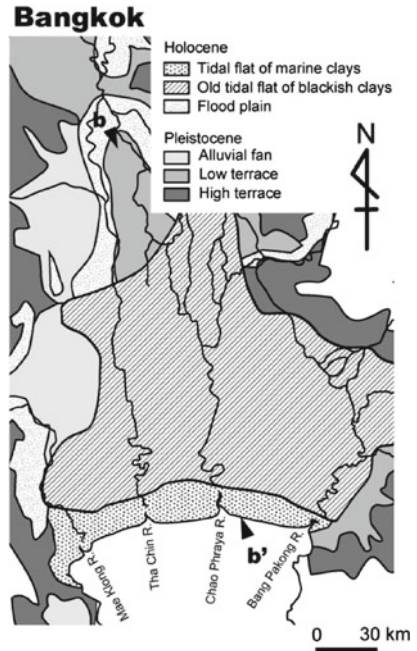 Bangkok
Holocene
Tidal flat of marine clays
Old tidal flat of blackish clays
Flood plain
Pleistocene
Alluvial fan
Low terrace
High terrace
N
b
Mae Klong R.
Tha Chin R.
Chao Phraya R.
b'
Bang Pakong R.
0 30 km